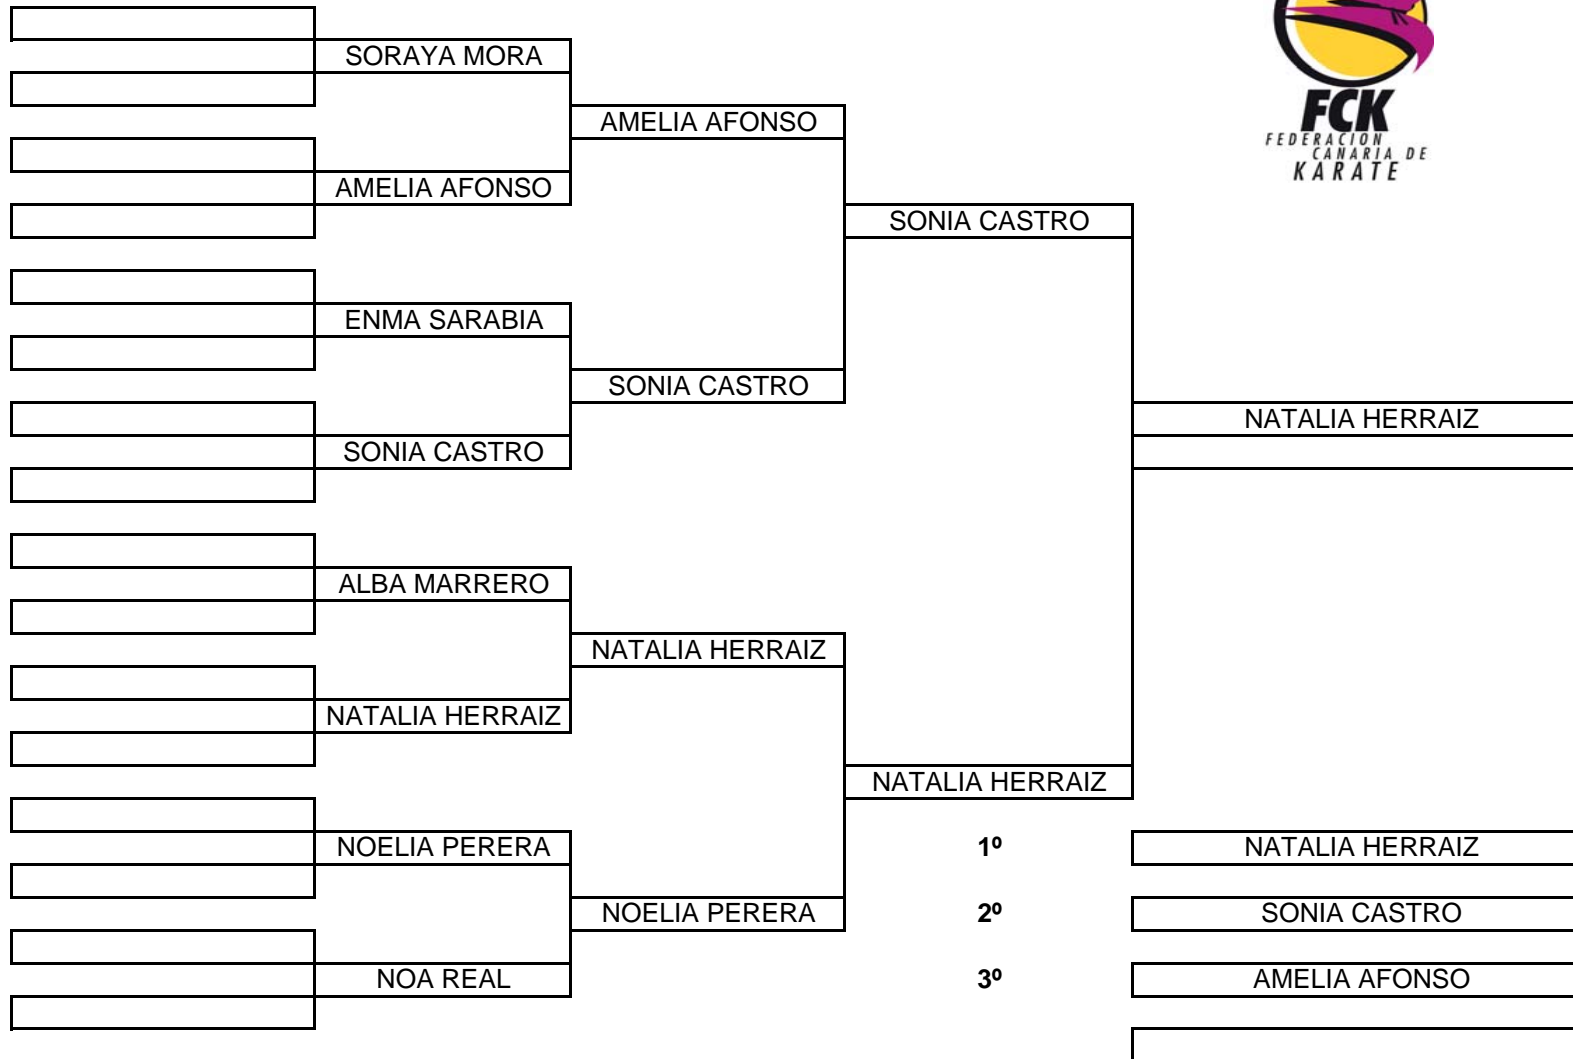 FCK
FEDERACION
CANARIA DE
KARATE
SORAYA MORA
AMELIA AFONSO
AMELIA AFONSO
SONIA CASTRO
ENMA SARABIA
SONIA CASTRO
NATALIA HERRAIZ
SONIA CASTRO
ALBA MARRERO
NATALIA HERRAIZ
NATALIA HERRAIZ
NATALIA HERRAIZ
NOELIA PERERA
1º NATALIA HERRAIZ
NOELIA PERERA
2º SONIA CASTRO
NOA REAL
3º AMELIA AFONSO